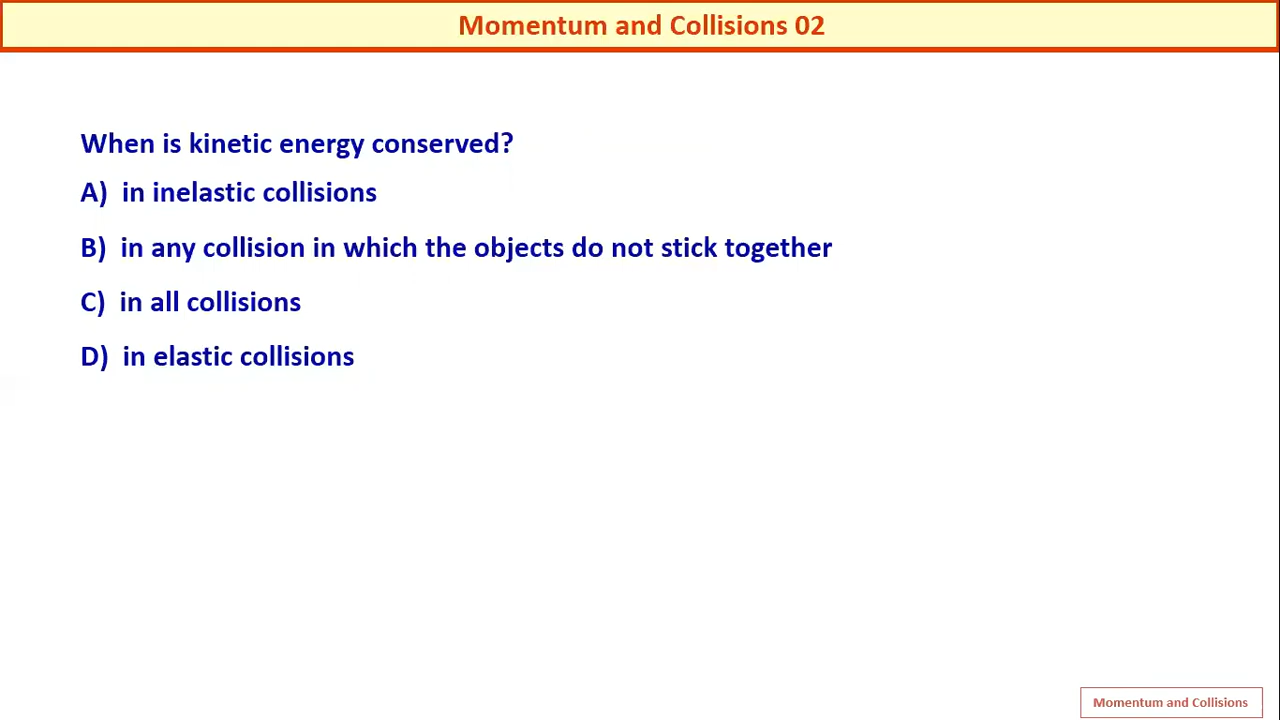 Momentum and Collisions 02
When is kinetic energy conserved?
A) in inelastic collisions
B) in any collision in which the objects do not stick together
C) in all collisions
D) in elastic collisions
Momentum and Collisions